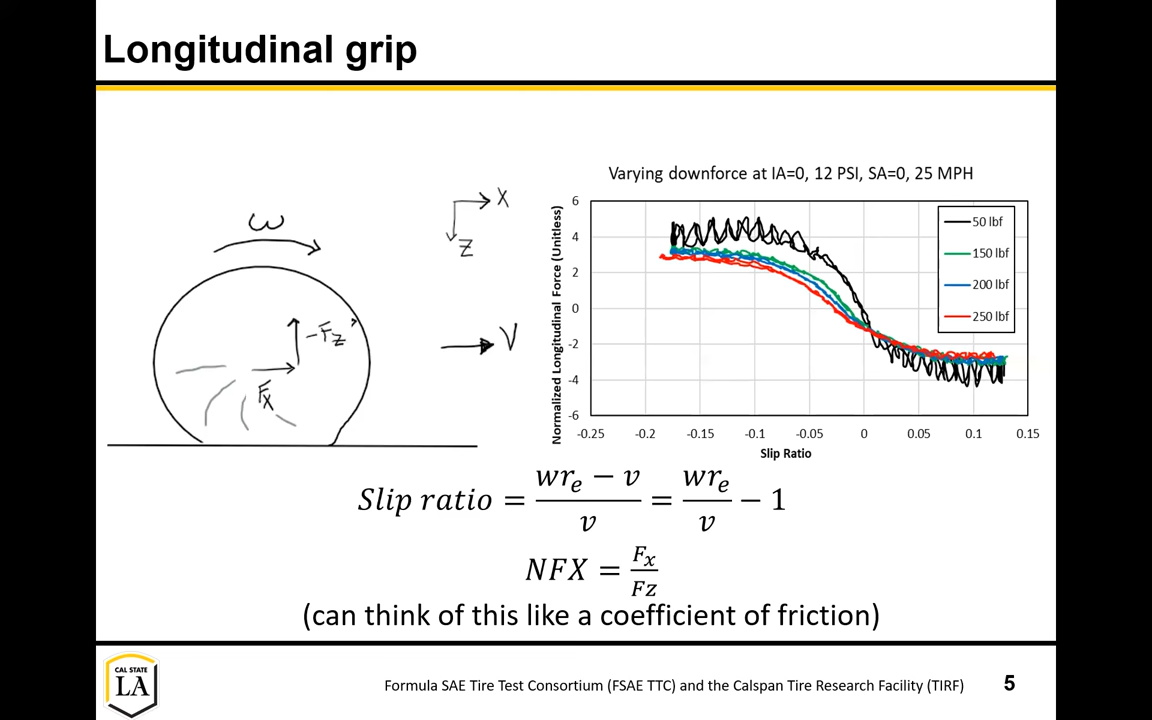 Longitudinal grip
ω
X
Z
-Fz
V
Fx
Varying downforce at IA=0, 12 PSI, SA=0, 25 MPH
Normalized Longitudinal Force (Unitless)
6
4
2
0
-2
-4
-6
50 lbf
150 lbf
200 lbf
250 lbf
-0.25 -0.2 -0.15 -0.1 -0.05 0 0.05 0.1 0.15
Slip Ratio
Slip ratio = (wrₑ − v)/v = wrₑ/v − 1
NFX = Fₓ/Fz
(can think of this like a coefficient of friction)
CAL STATE
LA
Formula SAE Tire Test Consortium (FSAE TTC) and the Calspan Tire Research Facility (TIRF)
5